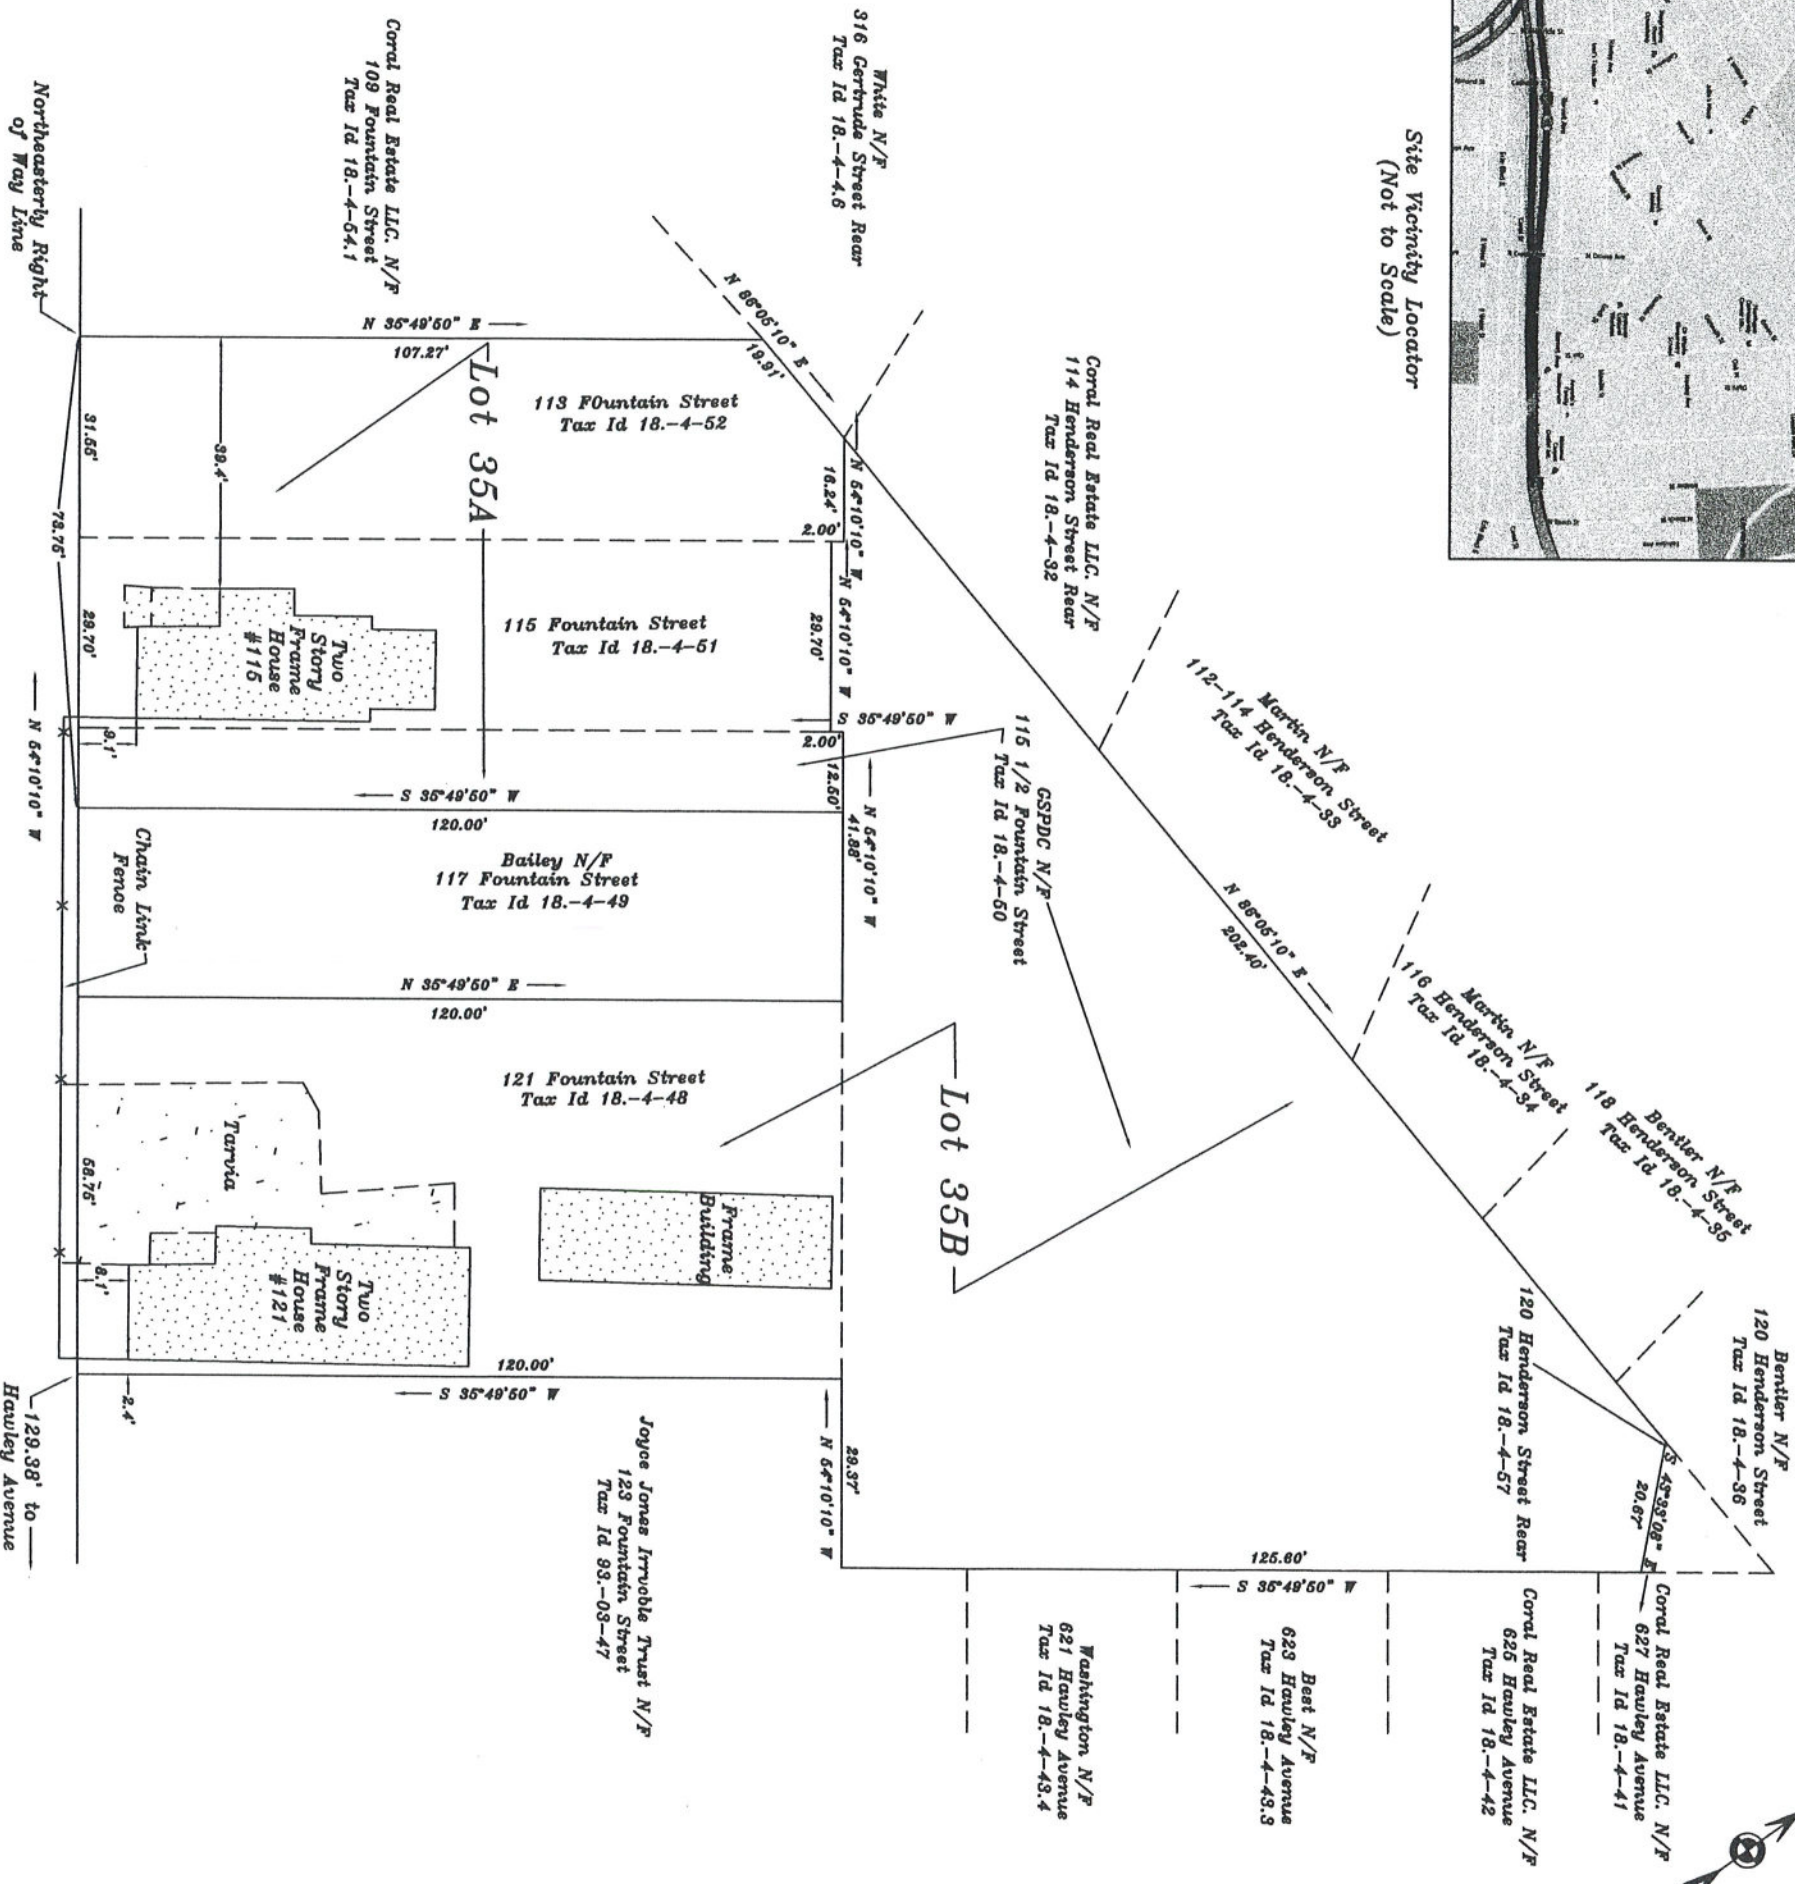 Site Vicinity Locator
(Not to Scale)
White N/F
316 Gertrude Street Rear
Tax Id 18.-4-4.6
Coral Real Estate LLC. N/F
109 Fountain Street
Tax Id 18.-4-54.1
Northeasterly Right
of Way Line
N 35°49'50" E
107.27'
N 86°05'10" E
19.91'
Lot 35A
113 FOuntain Street
Tax Id 18.-4-52
31.55'
39.4'
73.75'
N 54°10'10" W
16.24'
2.00'
N 54°10'10" W
29.70'
115 Fountain Street
Tax Id 18.-4-51
29.70'
Two
Story
Frame
House
#115
9.1'
S 35°49'50" W
2.00'
12.50'
N 54°10'10" W
41.88'
S 35°49'50" W
120.00'
N 54°10'10" W
Chain Link
Fence
Bailey N/F
117 Fountain Street
Tax Id 18.-4-49
N 35°49'50" E
120.00'
GSPDC N/F
115 1/2 Fountain Street
Tax Id 18.-4-50
Coral Real Estate LLC. N/F
114 Henderson Street Rear
Tax Id 18.-4-32
Martin N/F
112-114 Henderson Street
Tax Id 18.-4-33
N 86°05'10" E
202.40'
Martin N/F
116 Henderson Street
Tax Id 18.-4-34
Bentler N/F
118 Henderson Street
Tax Id 18.-4-35
Bentler N/F
120 Henderson Street
Tax Id 18.-4-36
120 Henderson Street Rear
Tax Id 18.-4-57
S 43°33'08" E
20.67'
Lot 35B
121 Fountain Street
Tax Id 18.-4-48
Tarvia
58.75'
Frame
Building
Two
Story
Frame
House
#121
8.1'
2.4'
120.00'
S 35°49'50" W
29.37'
N 54°10'10" W
125.60'
S 35°49'50" W
129.38' to
Hawley Avenue
Joyce Jones Irrvcble Trust N/F
123 Fountain Street
Tax Id 93.-03-47
Coral Real Estate LLC. N/F
627 Hawley Avenue
Tax Id 18.-4-41
Coral Real Estate LLC. N/F
625 Hawley Avenue
Tax Id 18.-4-42
Best N/F
623 Hawley Avenue
Tax Id 18.-4-43.3
Washington N/F
621 Hawley Avenue
Tax Id 18.-4-43.4